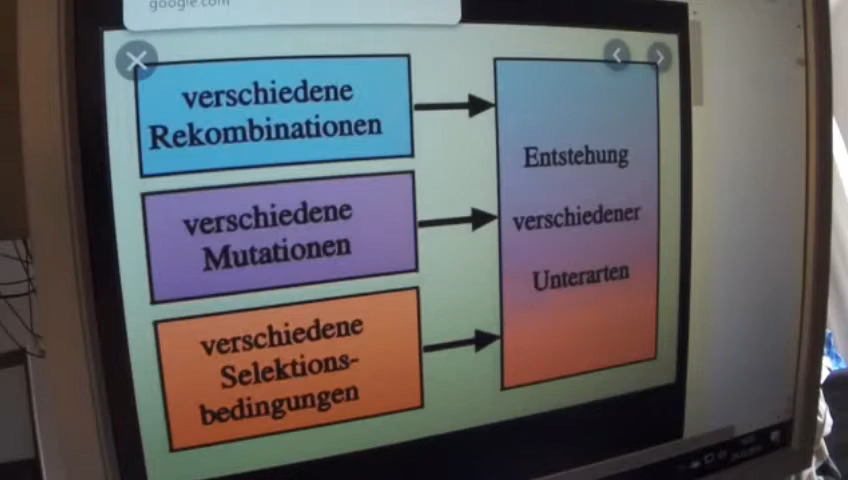 google.com
verschiedene
Rekombinationen
verschiedene
Mutationen
verschiedene
Selektions-
bedingungen
Entstehung
verschiedener
Unterarten